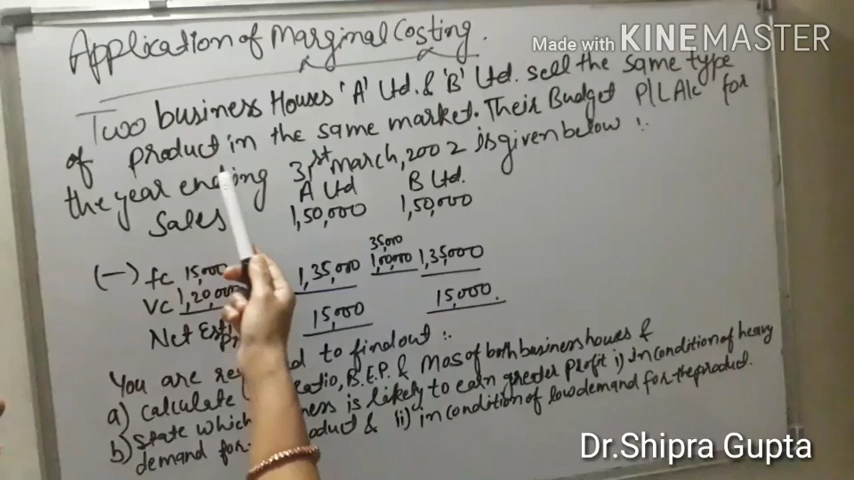 Application of Marginal Costing.
Made with KINEMASTER
Two business Houses 'A' Ltd. & 'B' Ltd. sell the same type
of product in the same market. Their Budget P/L A/c for
the year ending 31st March, 2002 is given below :-
A Ltd B Ltd.
Sales 1,50,000 1,50,000
35,000
(-) FC 15,000
VC 1,20,000 1,35,000 1,00,000 1,35,000
Net Est 15,000 15,000.
You are to findout :-
a) Calculate B.E.P. & Mos of both business houses &
b) State which is likely to earn greater Profit i) In condition of heavy
demand for & ii) in condition of low demand for the product.
Dr.Shipra Gupta